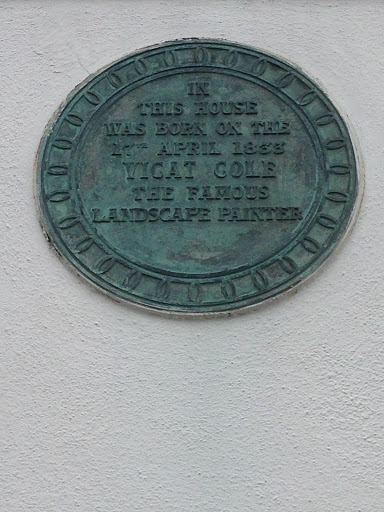 IN
THIS HOUSE
WAS BORN ON THE
17TH APRIL 1833
VICAT COLE
THE FAMOUS
LANDSCAPE PAINTER